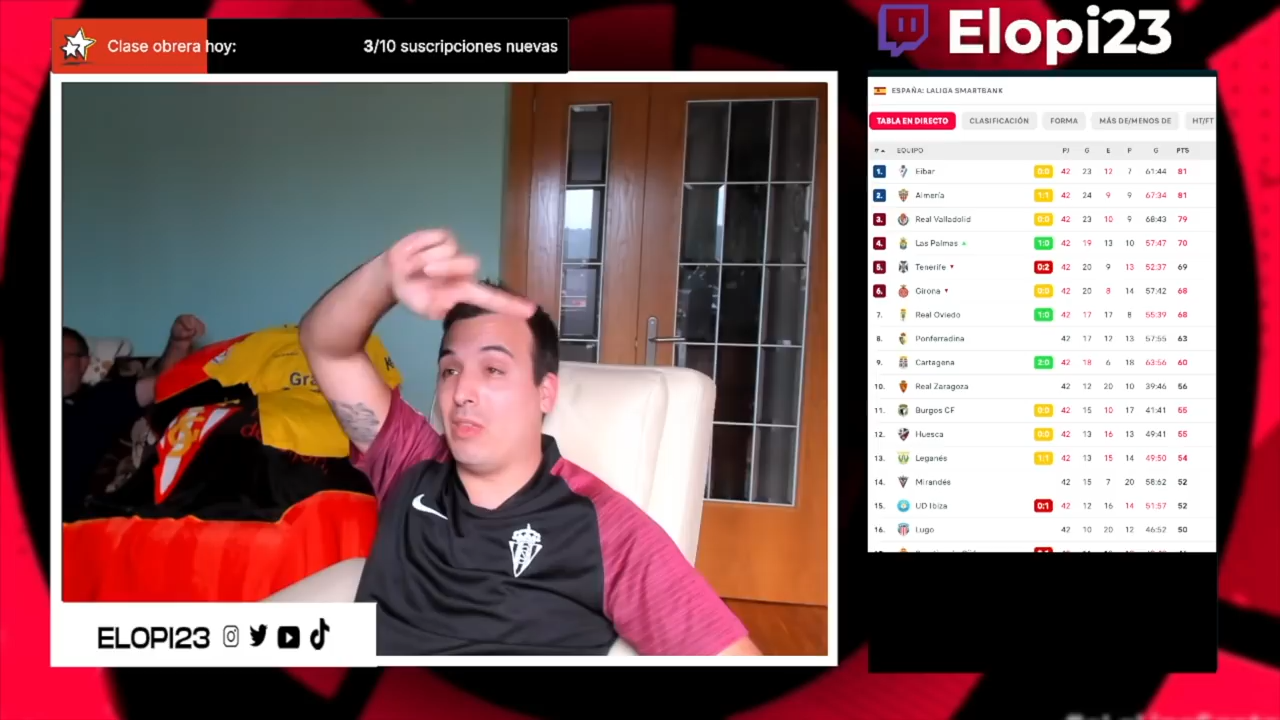 Clase obrera hoy:
3/10 suscripciones nuevas
Elopi23
ESPAÑA: LALIGA SMARTBANK
TABLA EN DIRECTO CLASIFICACIÓN FORMA MÁS DE/MENOS DE HT/FT
# EQUIPO PJ G E P G PTS
1. Eibar 0:0 42 23 12 7 61:44 81
2. Almería 1:1 42 24 9 9 67:34 81
3. Real Valladolid 0:0 42 23 10 9 68:43 79
4. Las Palmas 1:0 42 19 13 10 57:47 70
5. Tenerife 0:2 42 20 9 13 52:37 69
6. Girona 0:0 42 20 8 14 57:42 68
7. Real Oviedo 1:0 42 17 17 8 55:39 68
8. Ponferradina 42 17 12 13 57:55 63
9. Cartagena 2:0 42 18 6 18 63:56 60
10. Real Zaragoza 42 12 20 10 39:46 56
11. Burgos CF 0:0 42 15 10 17 41:41 55
12. Huesca 0:0 42 13 16 13 49:41 55
13. Leganés 1:1 42 13 15 14 49:50 54
14. Mirandés 42 15 7 20 58:62 52
15. UD Ibiza 0:1 42 12 16 14 51:57 52
16. Lugo 42 10 20 12 46:52 50
Gra
ELOPI23